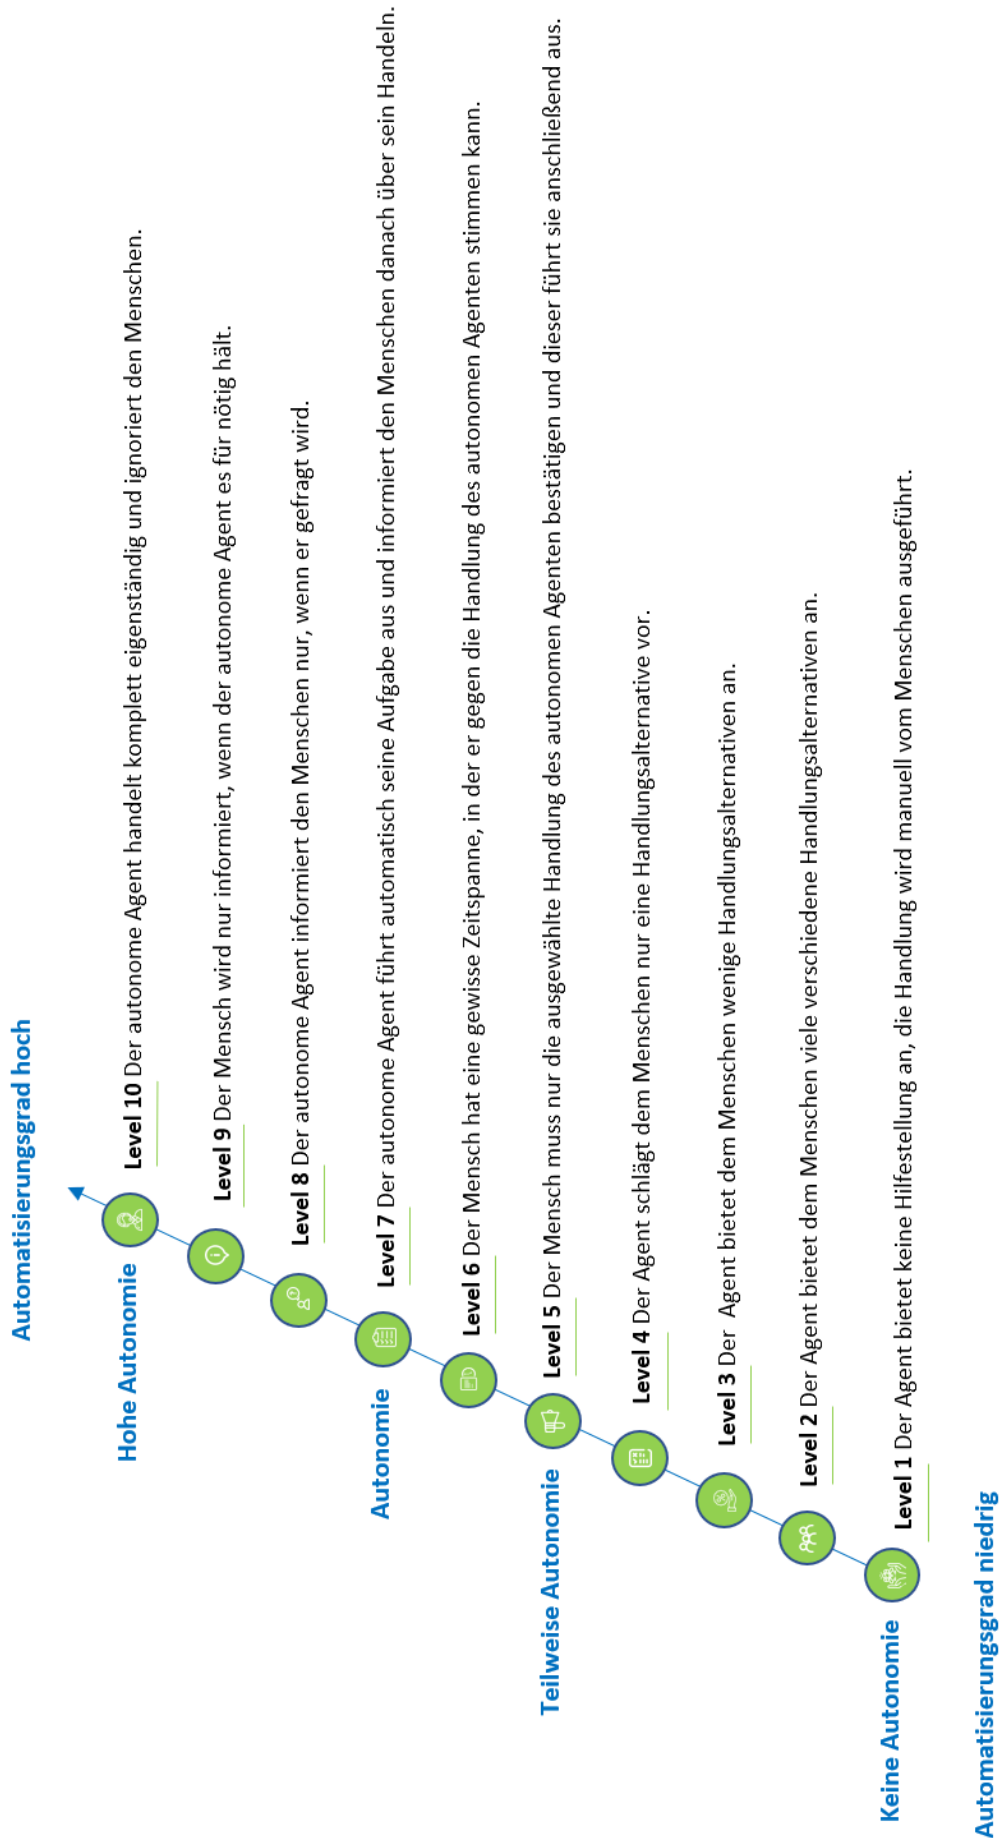 Automatisierungsgrad hoch
Hohe Autonomie
Level 10 Der autonome Agent handelt komplett eigenständig und ignoriert den Menschen.
Level 9 Der Mensch wird nur informiert, wenn der autonome Agent es für nötig hält.
Level 8 Der autonome Agent informiert den Menschen nur, wenn er gefragt wird.
Autonomie
Level 7 Der autonome Agent führt automatisch seine Aufgabe aus und informiert den Menschen danach über sein Handeln.
Level 6 Der Mensch hat eine gewisse Zeitspanne, in der er gegen die Handlung des autonomen Agenten stimmen kann.
Teilweise Autonomie
Level 5 Der Mensch muss nur die ausgewählte Handlung des autonomen Agenten bestätigen und dieser führt sie anschließend aus.
Level 4 Der Agent schlägt dem Menschen nur eine Handlungsalternative vor.
Level 3 Der  Agent bietet dem Menschen wenige Handlungsalternativen an.
Level 2 Der Agent bietet dem Menschen viele verschiedene Handlungsalternativen an.
Keine Autonomie
Level 1 Der Agent bietet keine Hilfestellung an, die Handlung wird manuell vom Menschen ausgeführt.
Automatisierungsgrad niedrig